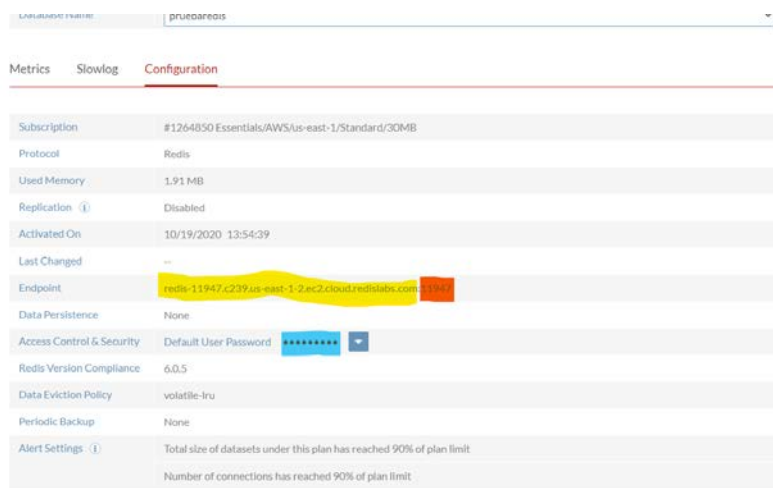 Database Name pruebaredis
Metrics Slowlog Configuration
Subscription #1264850 Essentials/AWS/us-east-1/Standard/30MB
Protocol Redis
Used Memory 1.91 MB
Replication Disabled
Activated On 10/19/2020 13:54:39
Last Changed --
Endpoint redis-11947.c239.us-east-1-2.ec2.cloud.redislabs.com:11947
Data Persistence None
Access Control & Security Default User Password •••••••••
Redis Version Compliance 6.0.5
Data Eviction Policy volatile-lru
Periodic Backup None
Alert Settings Total size of datasets under this plan has reached 90% of plan limit
Number of connections has reached 90% of plan limit